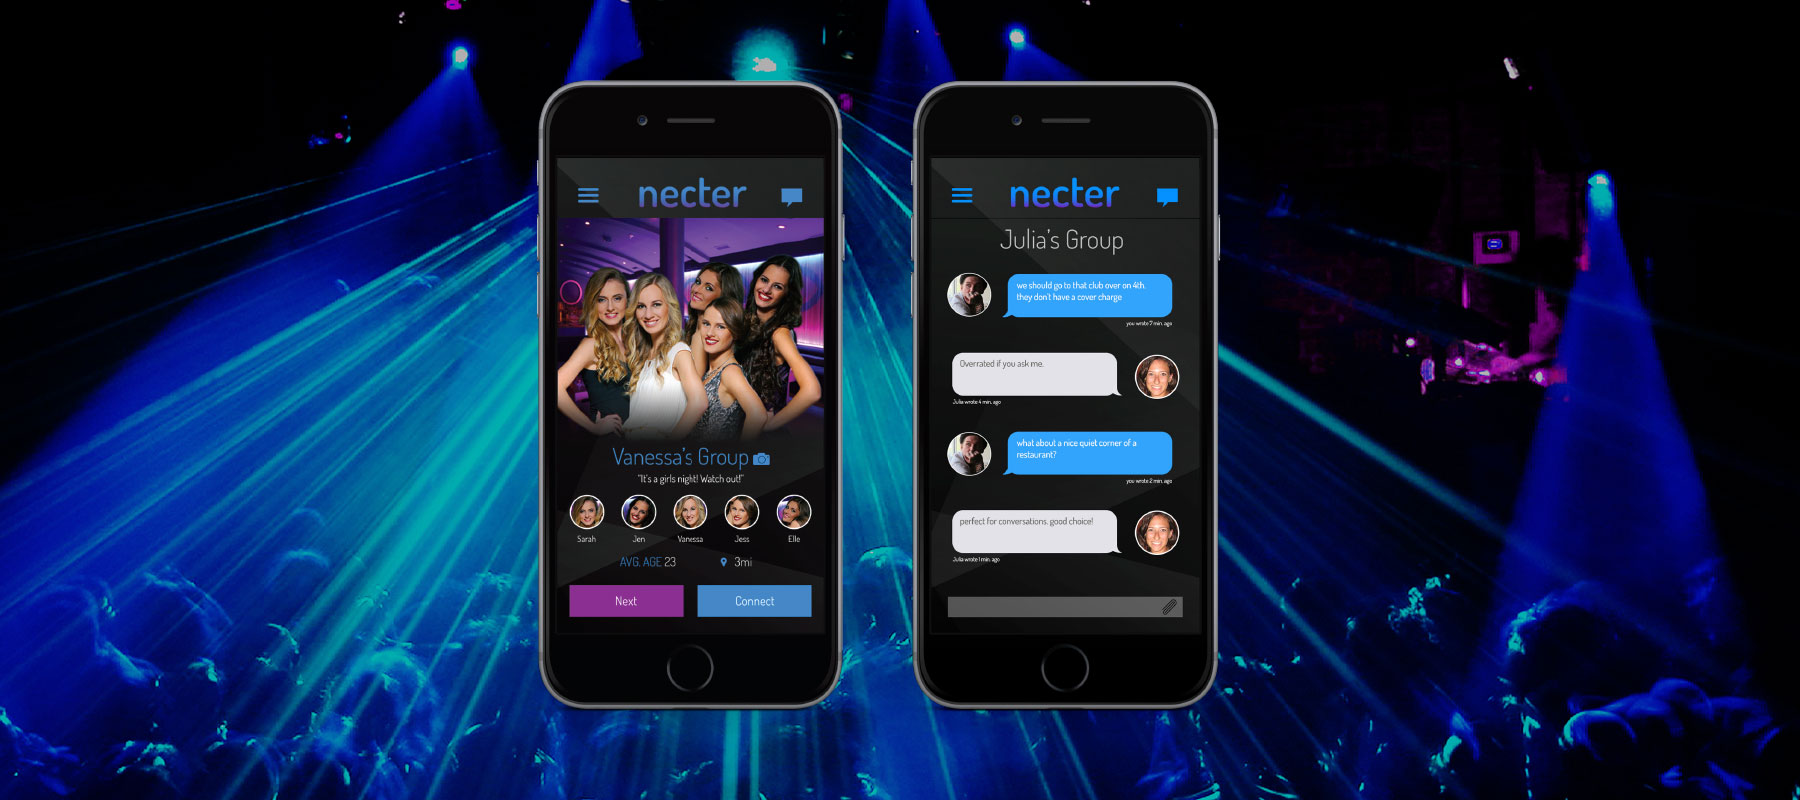 necter
Vanessa's Group
"It's a girls night! Watch out!"
Sarah Jen Vanessa Jess Elle
AVG. AGE 23 3mi
Next Connect
necter
Julia's Group
we should go to that club over on 4th.
they don't have a cover charge
you wrote 7 min. ago
Overrated if you ask me.
Julia wrote 4 min. ago
what about a nice quiet corner of a
restaurant?
you wrote 2 min. ago
perfect for conversations. good choice!
Julia wrote 1 min. ago